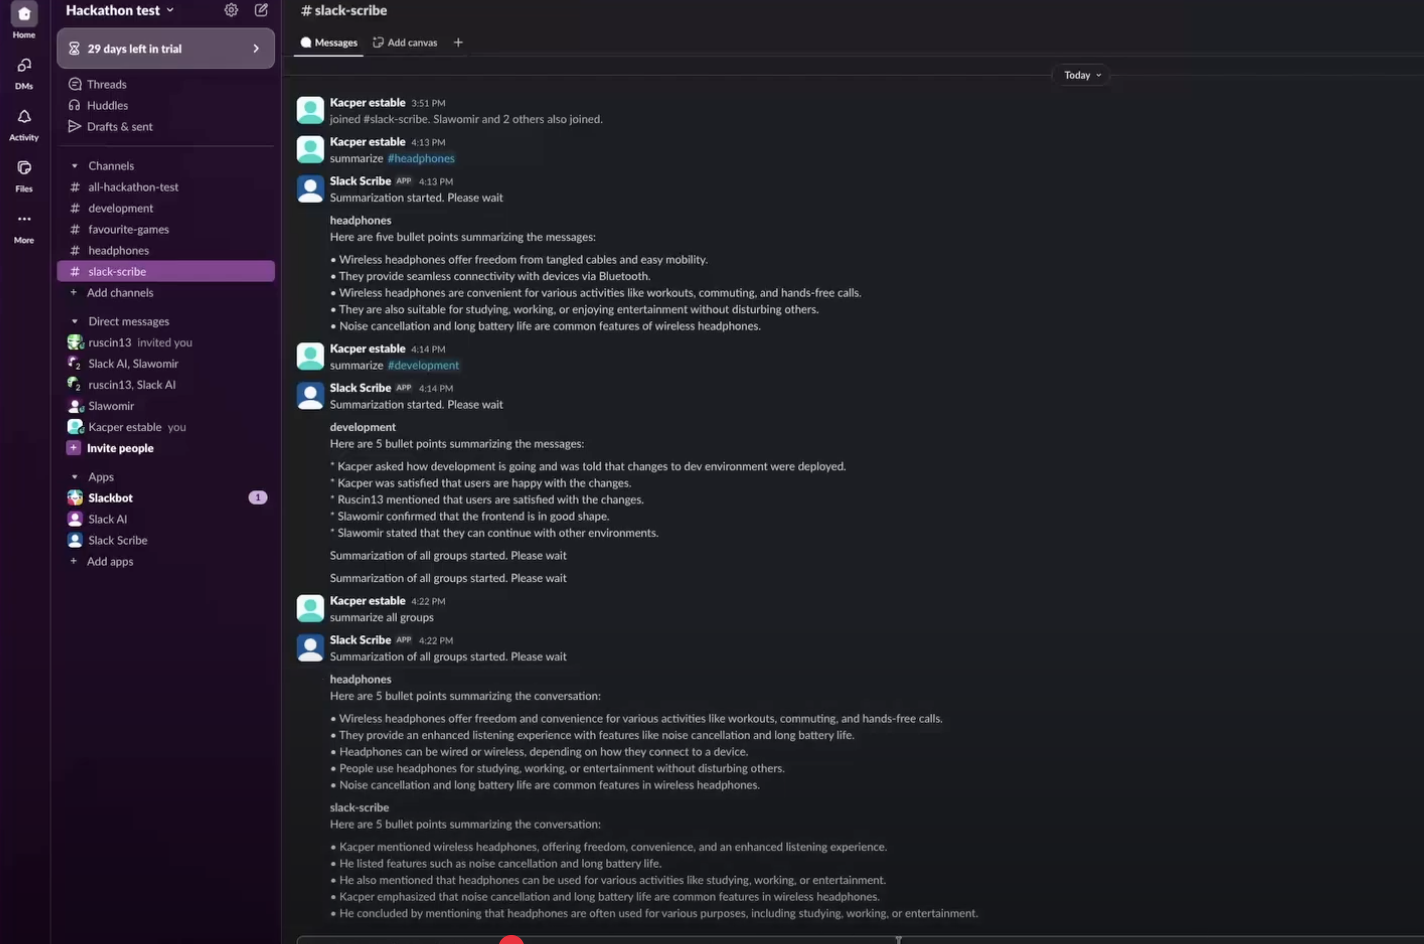 Hackathon test
29 days left in trial
Home
DMs
Activity
Files
More
Threads
Huddles
Drafts & sent
Channels
# all-hackathon-test
# development
# favourite-games
# headphones
# slack-scribe
+ Add channels
Direct messages
ruscin13 invited you
2 Slack AI, Slawomir
2 ruscin13, Slack AI
Slawomir
Kacper estable you
+ Invite people
Apps
Slackbot 1
Slack AI
Slack Scribe
+ Add apps
# slack-scribe
Messages Add canvas +
Today
Kacper estable 3:51 PM
joined #slack-scribe. Slawomir and 2 others also joined.
Kacper estable 4:13 PM
summarize #headphones
Slack Scribe APP 4:13 PM
Summarization started. Please wait
headphones
Here are five bullet points summarizing the messages:
• Wireless headphones offer freedom from tangled cables and easy mobility.
• They provide seamless connectivity with devices via Bluetooth.
• Wireless headphones are convenient for various activities like workouts, commuting, and hands-free calls.
• They are also suitable for studying, working, or enjoying entertainment without disturbing others.
• Noise cancellation and long battery life are common features of wireless headphones.
Kacper estable 4:14 PM
summarize #development
Slack Scribe APP 4:14 PM
Summarization started. Please wait
development
Here are 5 bullet points summarizing the messages:
* Kacper asked how development is going and was told that changes to dev environment were deployed.
* Kacper was satisfied that users are happy with the changes.
* Ruscin13 mentioned that users are satisfied with the changes.
* Slawomir confirmed that the frontend is in good shape.
* Slawomir stated that they can continue with other environments.
Summarization of all groups started. Please wait
Summarization of all groups started. Please wait
Kacper estable 4:22 PM
summarize all groups
Slack Scribe APP 4:22 PM
Summarization of all groups started. Please wait
headphones
Here are 5 bullet points summarizing the conversation:
• Wireless headphones offer freedom and convenience for various activities like workouts, commuting, and hands-free calls.
• They provide an enhanced listening experience with features like noise cancellation and long battery life.
• Headphones can be wired or wireless, depending on how they connect to a device.
• People use headphones for studying, working, or entertainment without disturbing others.
• Noise cancellation and long battery life are common features in wireless headphones.
slack-scribe
Here are 5 bullet points summarizing the conversation:
• Kacper mentioned wireless headphones, offering freedom, convenience, and an enhanced listening experience.
• He listed features such as noise cancellation and long battery life.
• He also mentioned that headphones can be used for various activities like studying, working, or entertainment.
• Kacper emphasized that noise cancellation and long battery life are common features in wireless headphones.
• He concluded by mentioning that headphones are often used for various purposes, including studying, working, or entertainment.